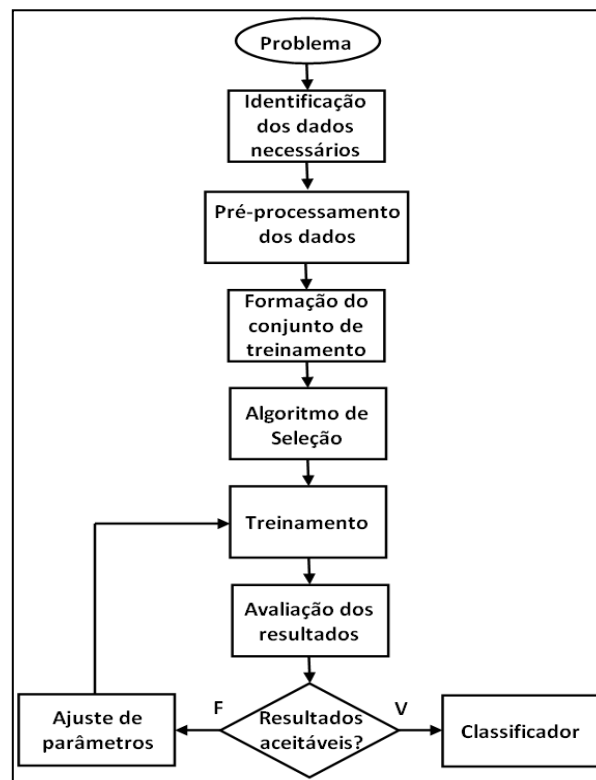 Problema
Identificação
dos dados
necessários
Pré-processamento
dos dados
Formação do
conjunto de
treinamento
Algoritmo de
Seleção
Treinamento
Avaliação dos
resultados
F
Resultados
aceitáveis?
V
Ajuste de
parâmetros
Classificador